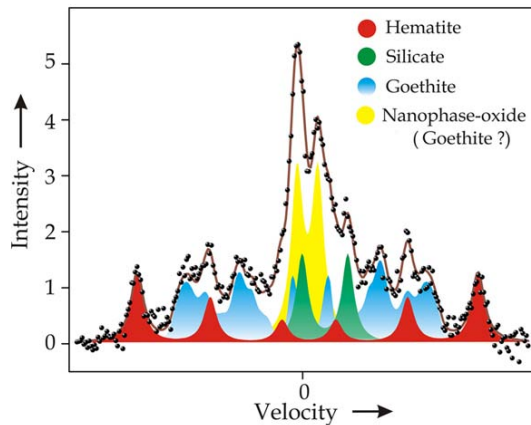 Hematite
Silicate
Goethite
Nanophase-oxide
( Goethite ?)
Intensity
5
4
3
2
1
0
0
Velocity